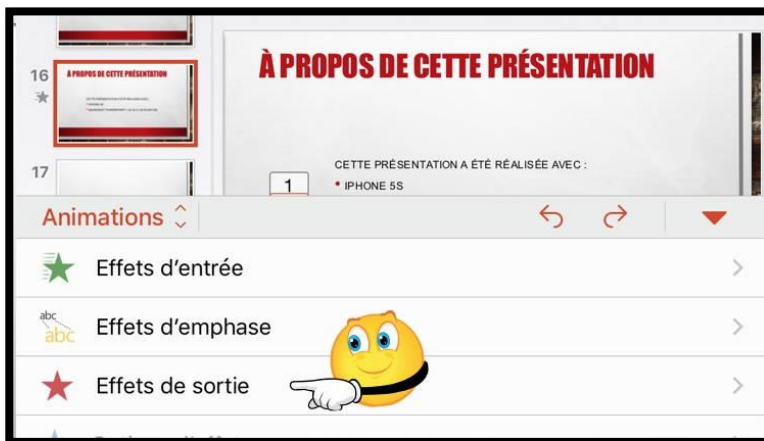 16
À PROPOS DE CETTE PRÉSENTATION
À PROPOS DE CETTE PRÉSENTATION
CETTE PRÉSENTATION A ÉTÉ RÉALISÉE AVEC :
17
1
• IPHONE 5S
Animations
Effets d'entrée
abc
abc
Effets d'emphase
Effets de sortie